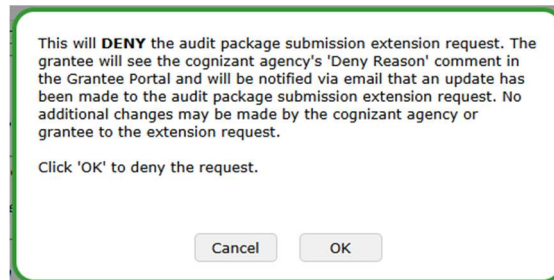 This will DENY the audit package submission extension request. The
grantee will see the cognizant agency's 'Deny Reason' comment in
the Grantee Portal and will be notified via email that an update has
been made to the audit package submission extension request. No
additional changes may be made by the cognizant agency or
grantee to the extension request.
Click 'OK' to deny the request.
Cancel OK